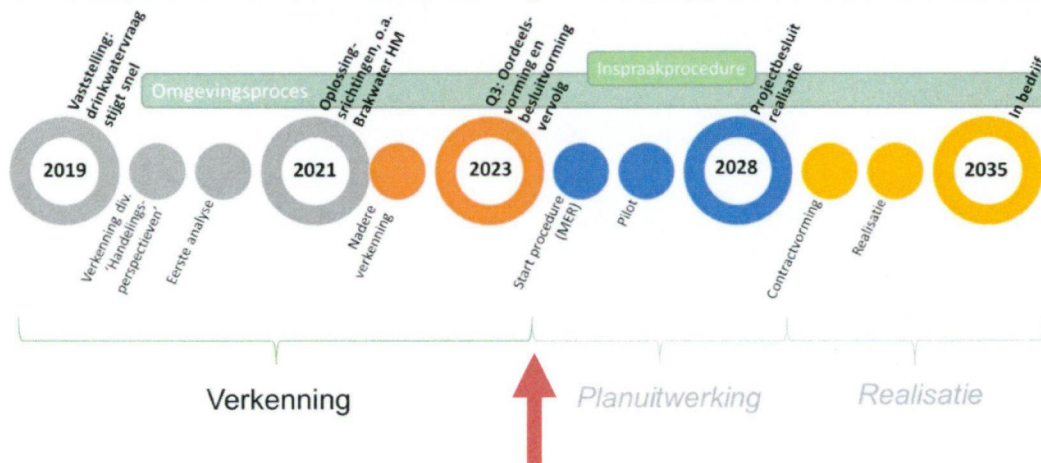 Vaststelling:
drinkwatervraag
stijgt snel
Oplossing-
srichtingen, o.a.
Brakwater HM
Q3: Oordeels-
vorming en
besluitvorming
vervolg
Inspraakprocedure
Projectbesluit
realisatie
In bedrijf
Omgevingsproces
2019
2021
2023
2028
2035
Verkenning div.
'Handelings-
perspectieven'
Eerste analyse
Nadere
verkenning
Start procedure
(MER)
Pilot
Contractvorming
Realisatie
Verkenning
Planuitwerking
Realisatie